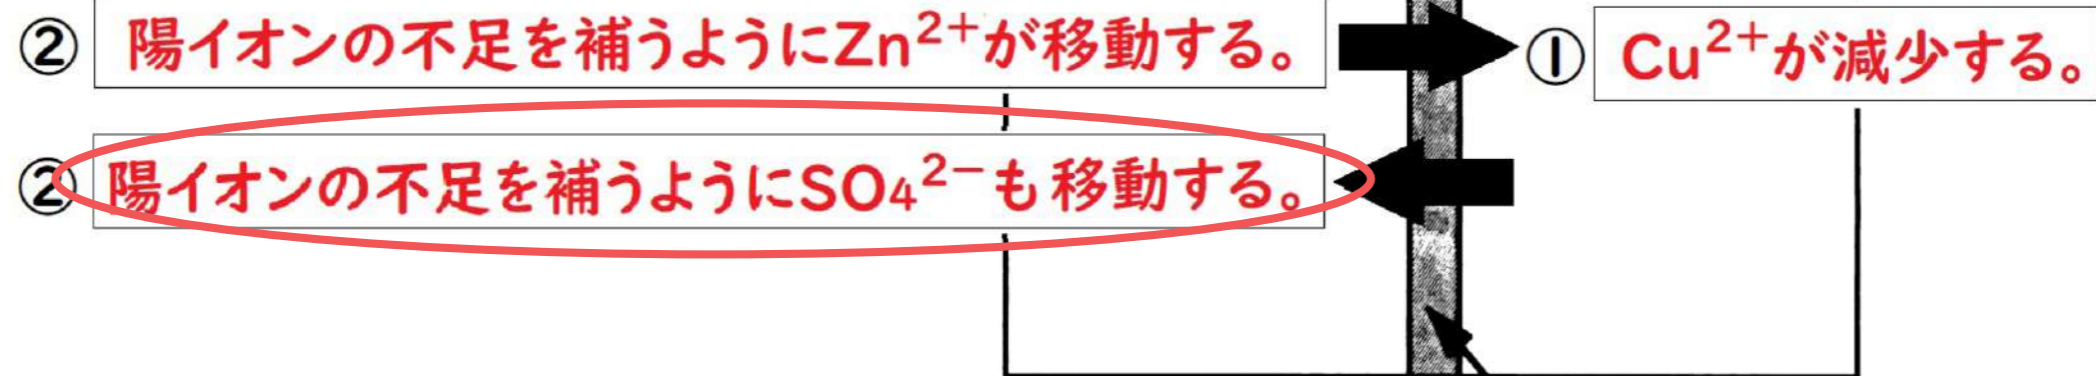 ② 陽イオンの不足を補うようにZn²⁺が移動する。
① Cu²⁺が減少する。
② 陽イオンの不足を補うようにSO₄²⁻も移動する。